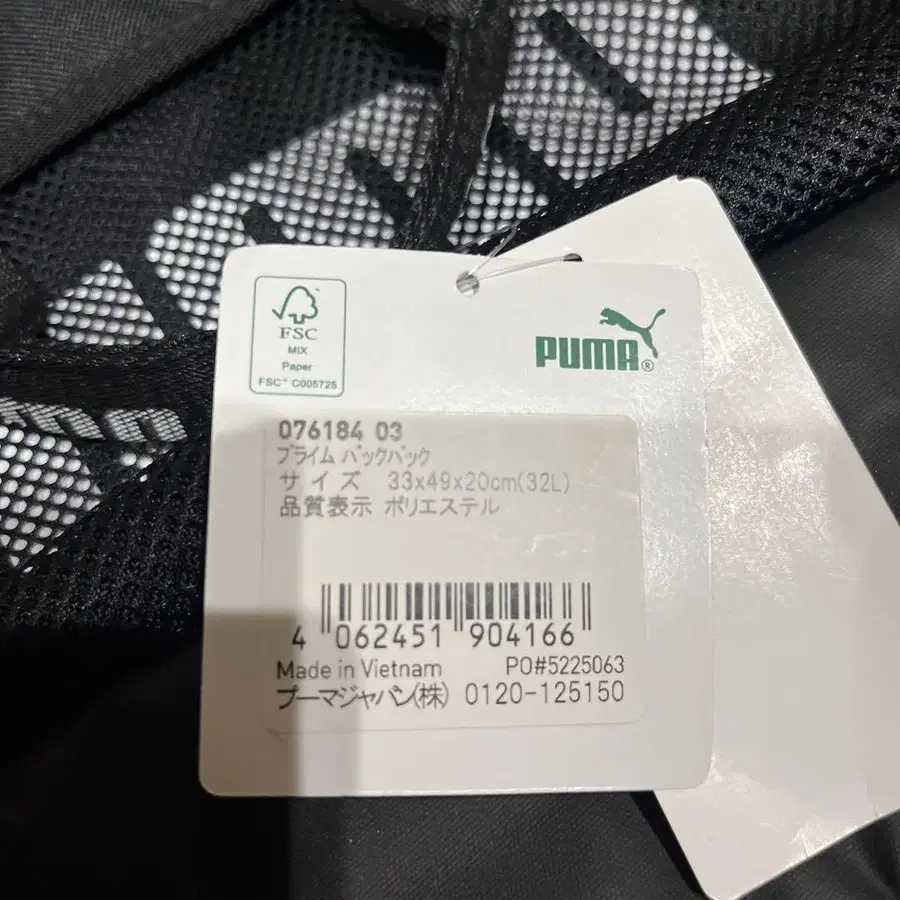 FSC
MIX
Paper
FSC™ C005725
PUMA®
076184 03
プライム バックパック
サイズ 33x49x20cm(32L)
品質表示 ポリエステル
4 062451 904166
Made in Vietnam PO#5225063
プーマジャパン(株) 0120-125150